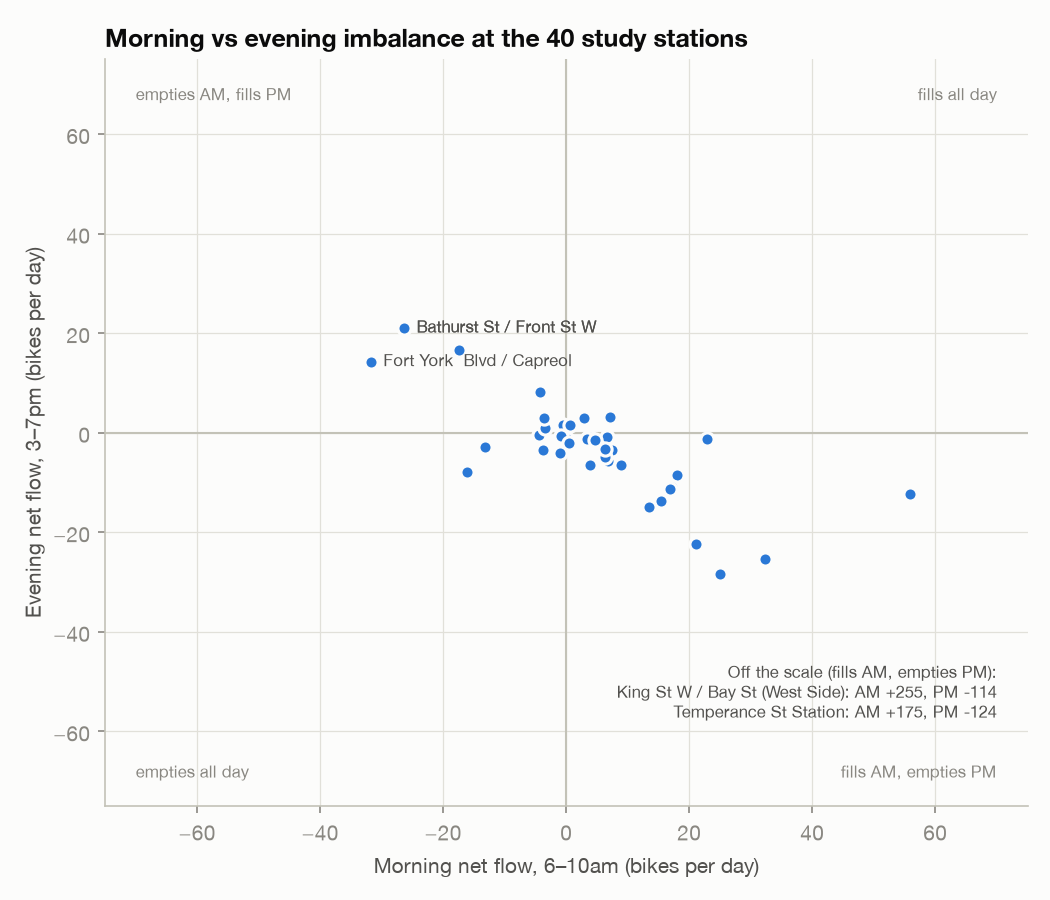 Morning vs evening imbalance at the 40 study stations
empties AM, fills PM
fills all day
60
40
20
0
−20
−40
−60
Evening net flow, 3–7pm (bikes per day)
Bathurst St / Front St W
Fort York Blvd / Capreol
Off the scale (fills AM, empties PM):
King St W / Bay St (West Side): AM +255, PM -114
Temperance St Station: AM +175, PM -124
empties all day
fills AM, empties PM
−60
−40
−20
0
20
40
60
Morning net flow, 6–10am (bikes per day)